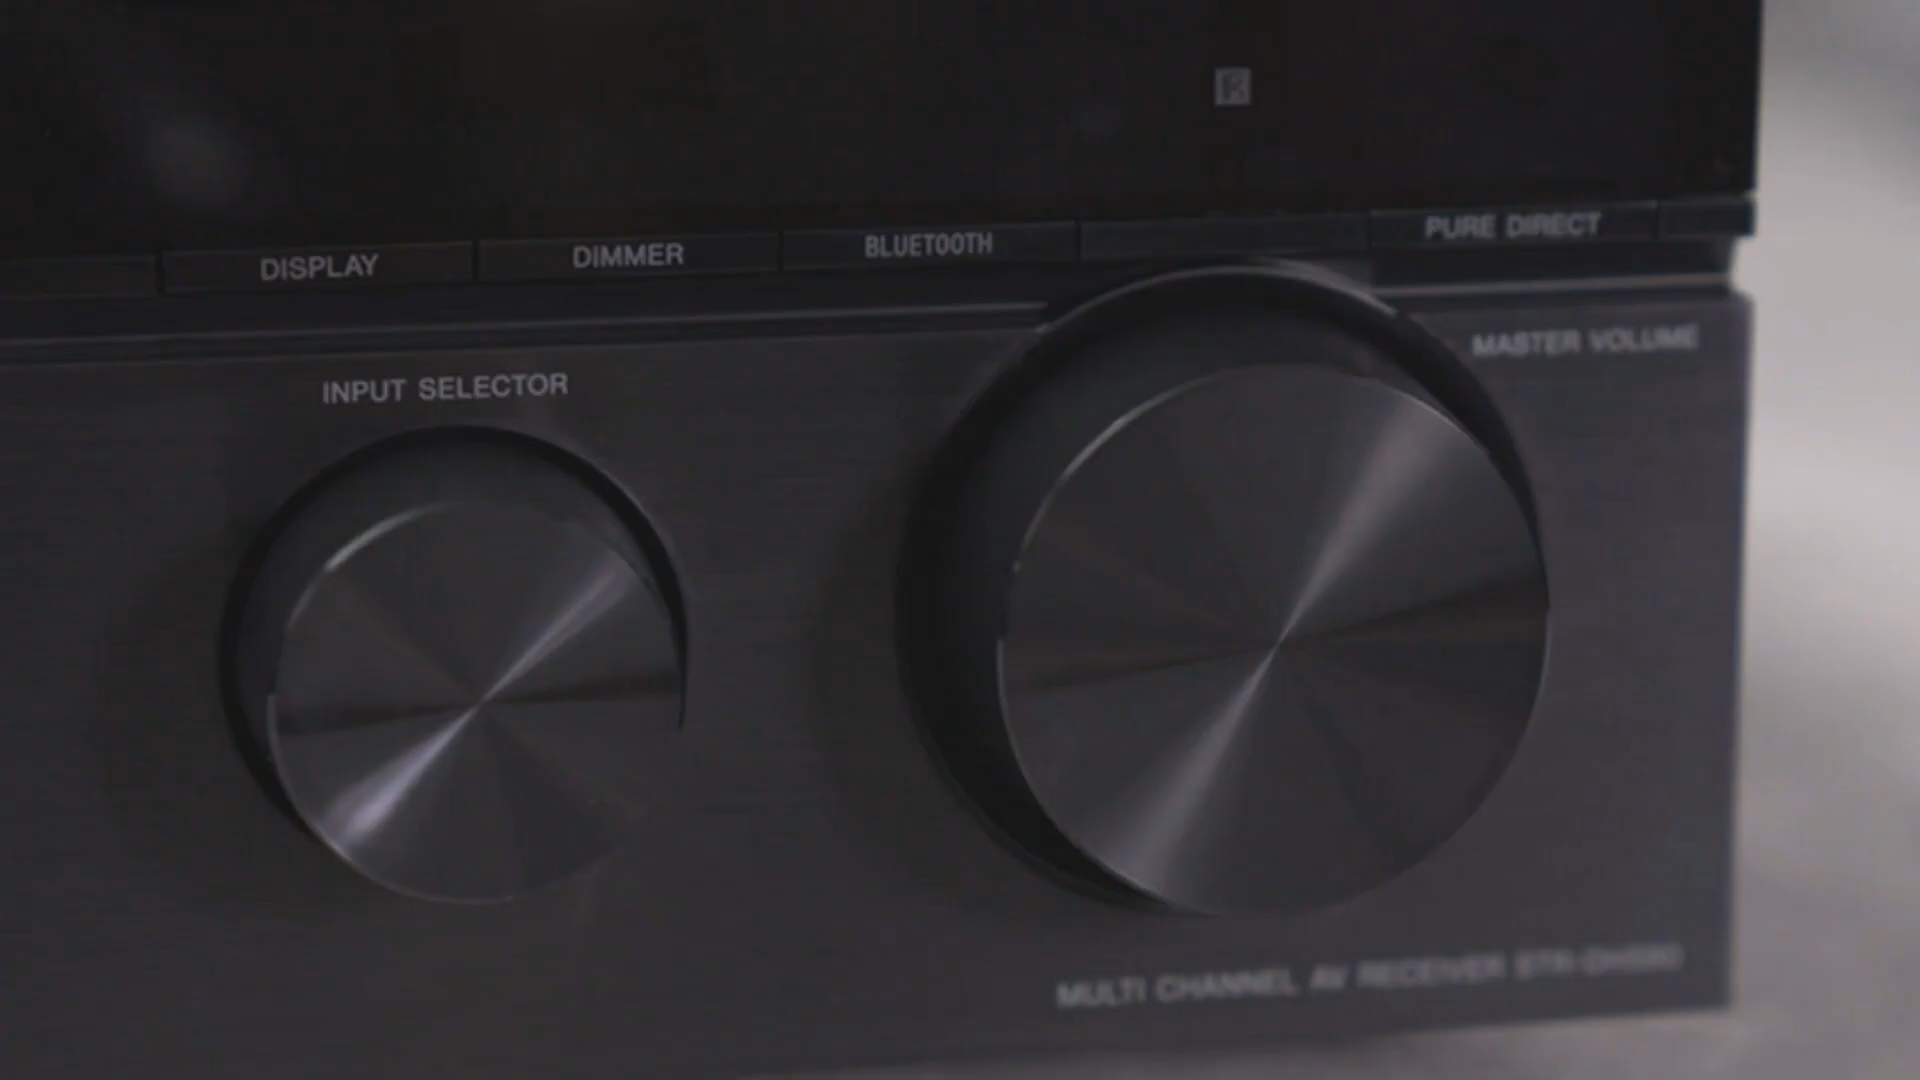 DISPLAY
DIMMER
BLUETOOTH
PURE DIRECT
INPUT SELECTOR
MASTER VOLUME
MULTI CHANNEL AV RECEIVER